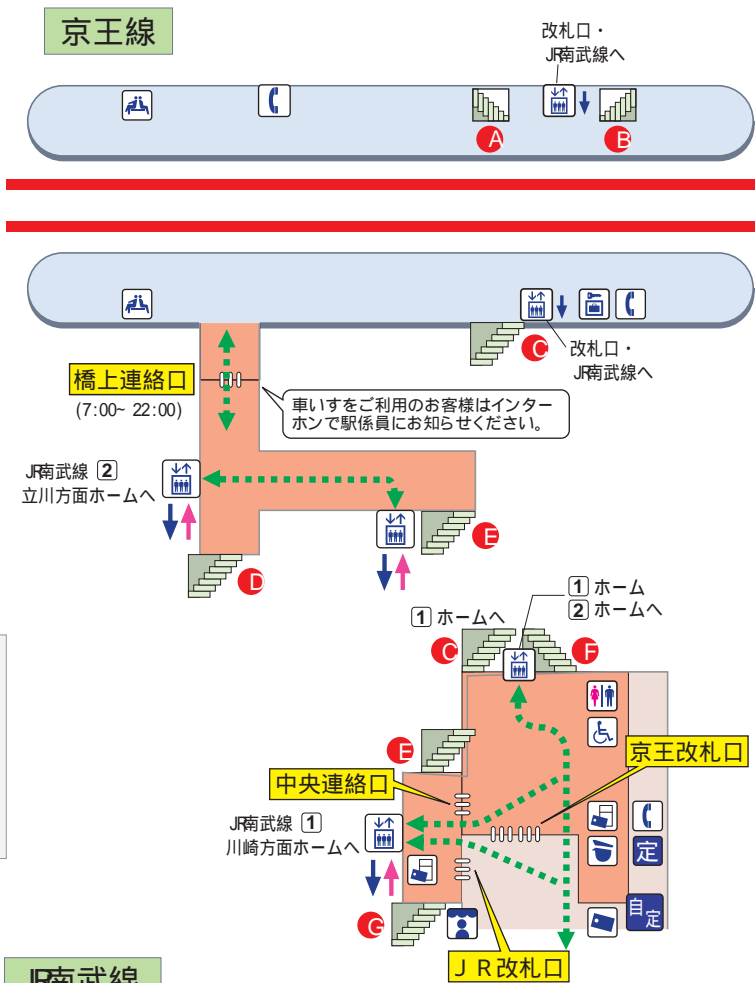 京王線
改札口・
JR南武線へ
A
B
C
改札口・
JR南武線へ
橋上連絡口
(7:00~ 22:00)
車いすをご利用のお客様はインター
ホンで駅係員にお知らせください。
JR南武線 2
立川方面ホームへ
E
D
1 ホーム
2 ホームへ
1 ホームへ
C
F
E
京王改札口
中央連絡口
JR南武線 1
川崎方面ホームへ
定
自定
G
JR改札口
JR南武線